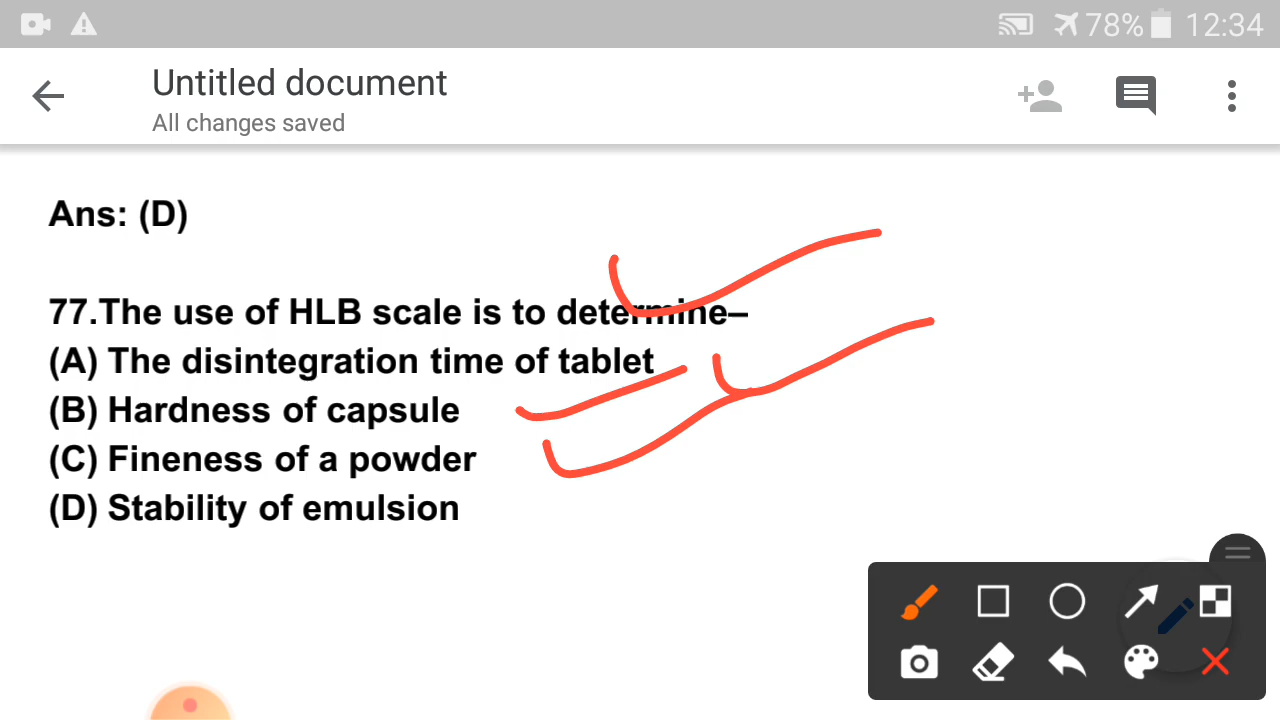 78% 12:34
Untitled document
All changes saved
Ans: (D)
77.The use of HLB scale is to determine–
(A) The disintegration time of tablet
(B) Hardness of capsule
(C) Fineness of a powder
(D) Stability of emulsion